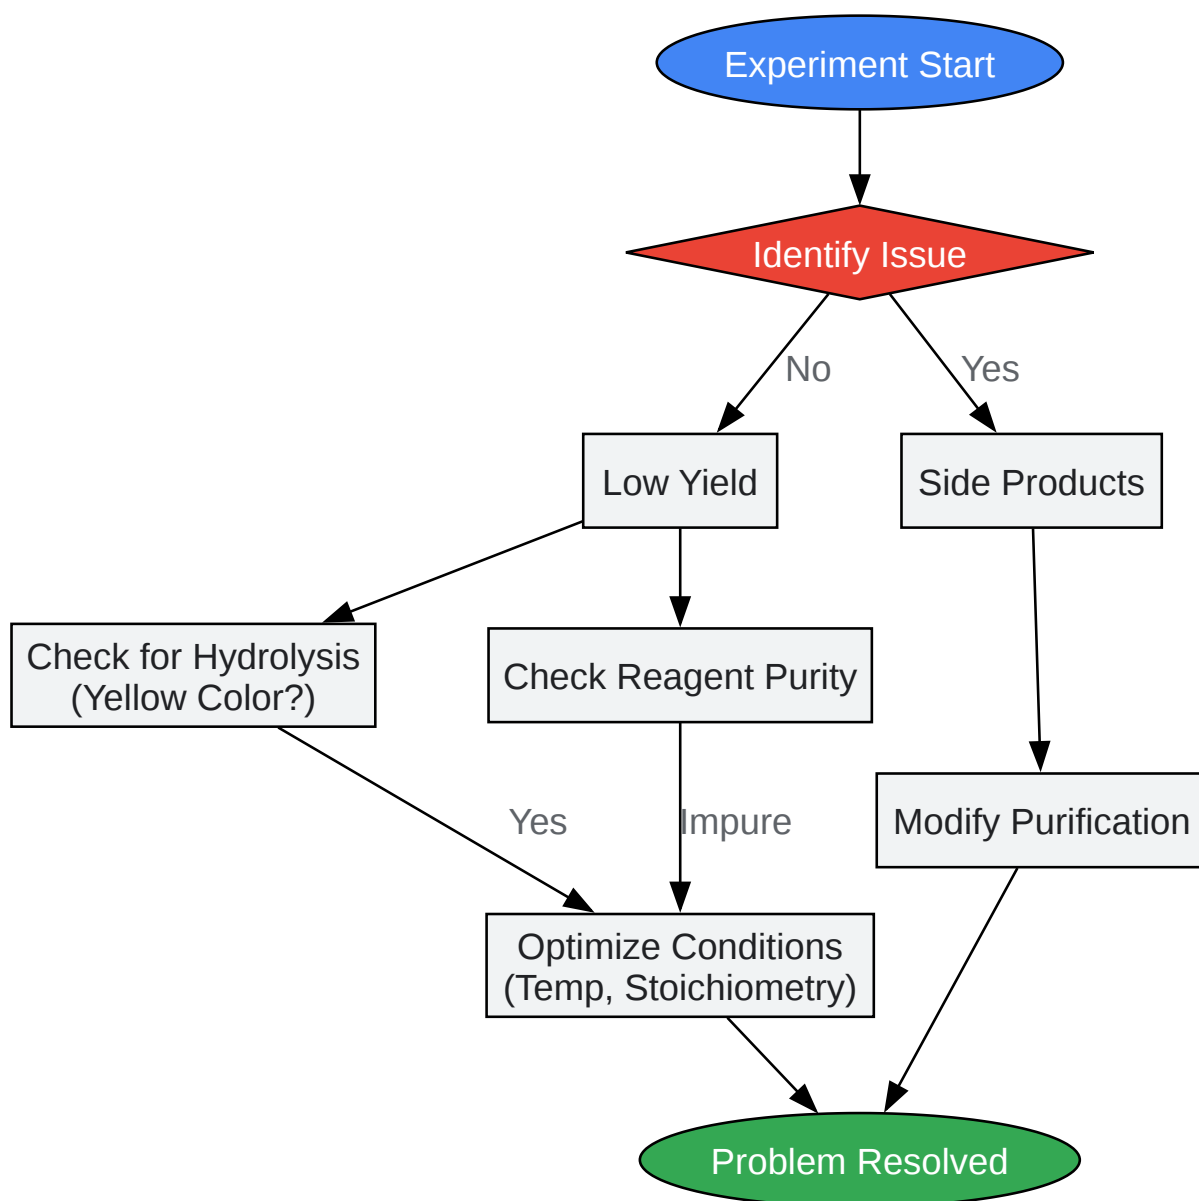 Experiment Start
Identify Issue
No
Yes
Low Yield
Side Products
Check for Hydrolysis
(Yellow Color?)
Check Reagent Purity
Yes
Impure
Modify Purification
Optimize Conditions
(Temp, Stoichiometry)
Problem Resolved